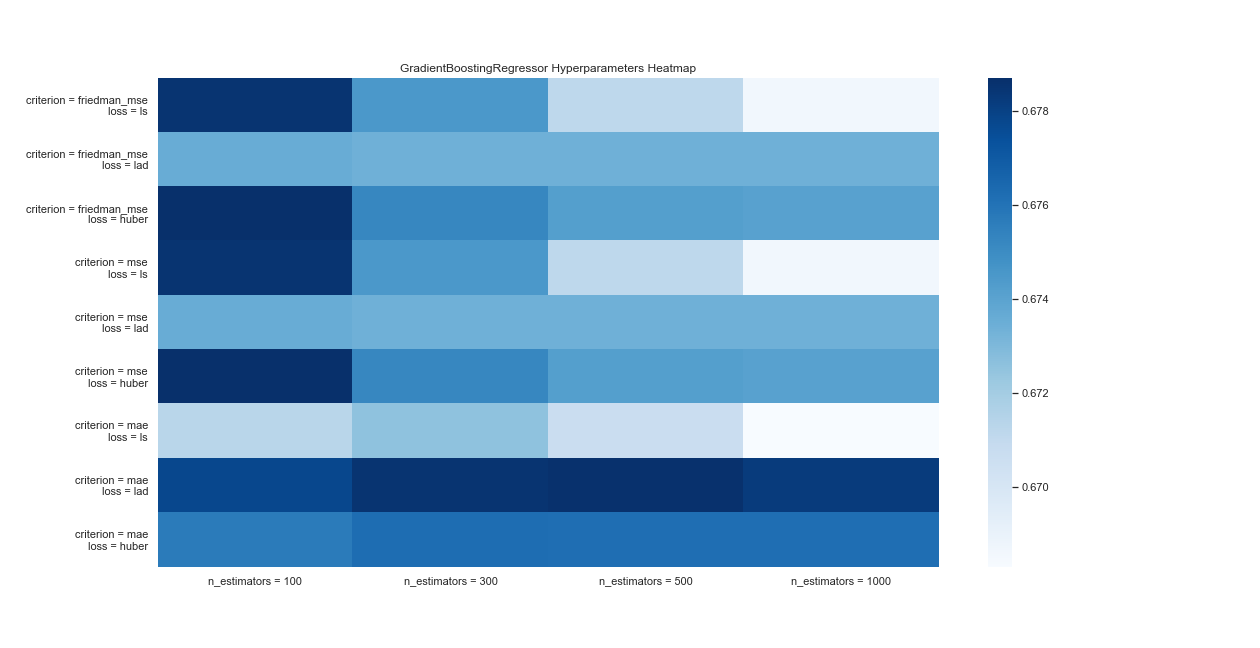 GradientBoostingRegressor Hyperparameters Heatmap
criterion = friedman_mse
loss = ls
criterion = friedman_mse
loss = lad
criterion = friedman_mse
loss = huber
criterion = mse
loss = ls
criterion = mse
loss = lad
criterion = mse
loss = huber
criterion = mae
loss = ls
criterion = mae
loss = lad
criterion = mae
loss = huber
n_estimators = 100
n_estimators = 300
n_estimators = 500
n_estimators = 1000
0.678
0.676
0.674
0.672
0.670